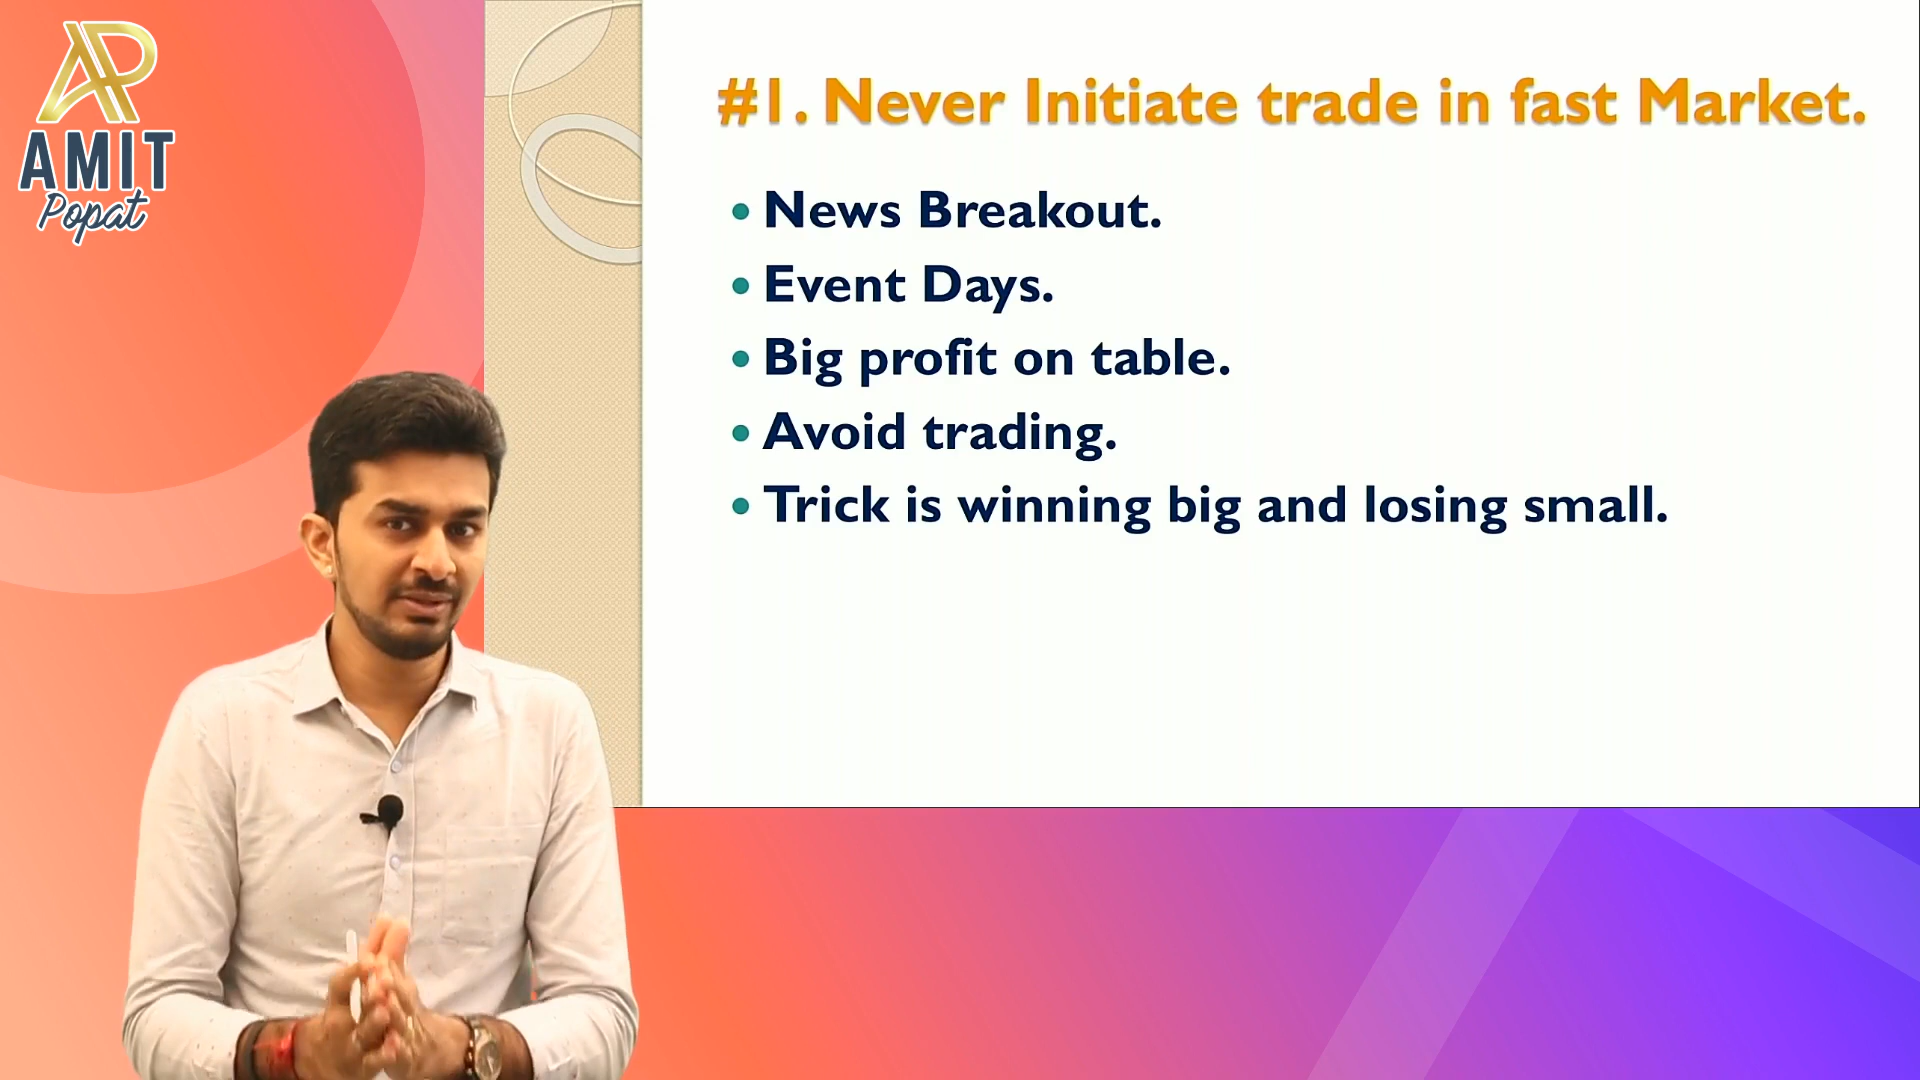 AP
AMIT
Popat
#1. Never Initiate trade in fast Market.
• News Breakout.
• Event Days.
• Big profit on table.
• Avoid trading.
• Trick is winning big and losing small.